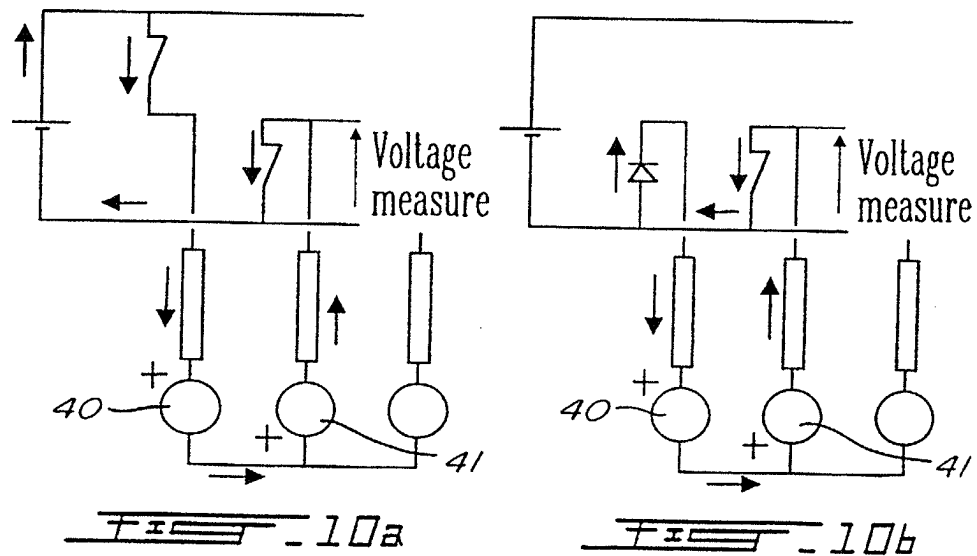 Voltage
measure
+
40
+
41
Fig_10a
Voltage
measure
+
40
+
41
Fig_10b